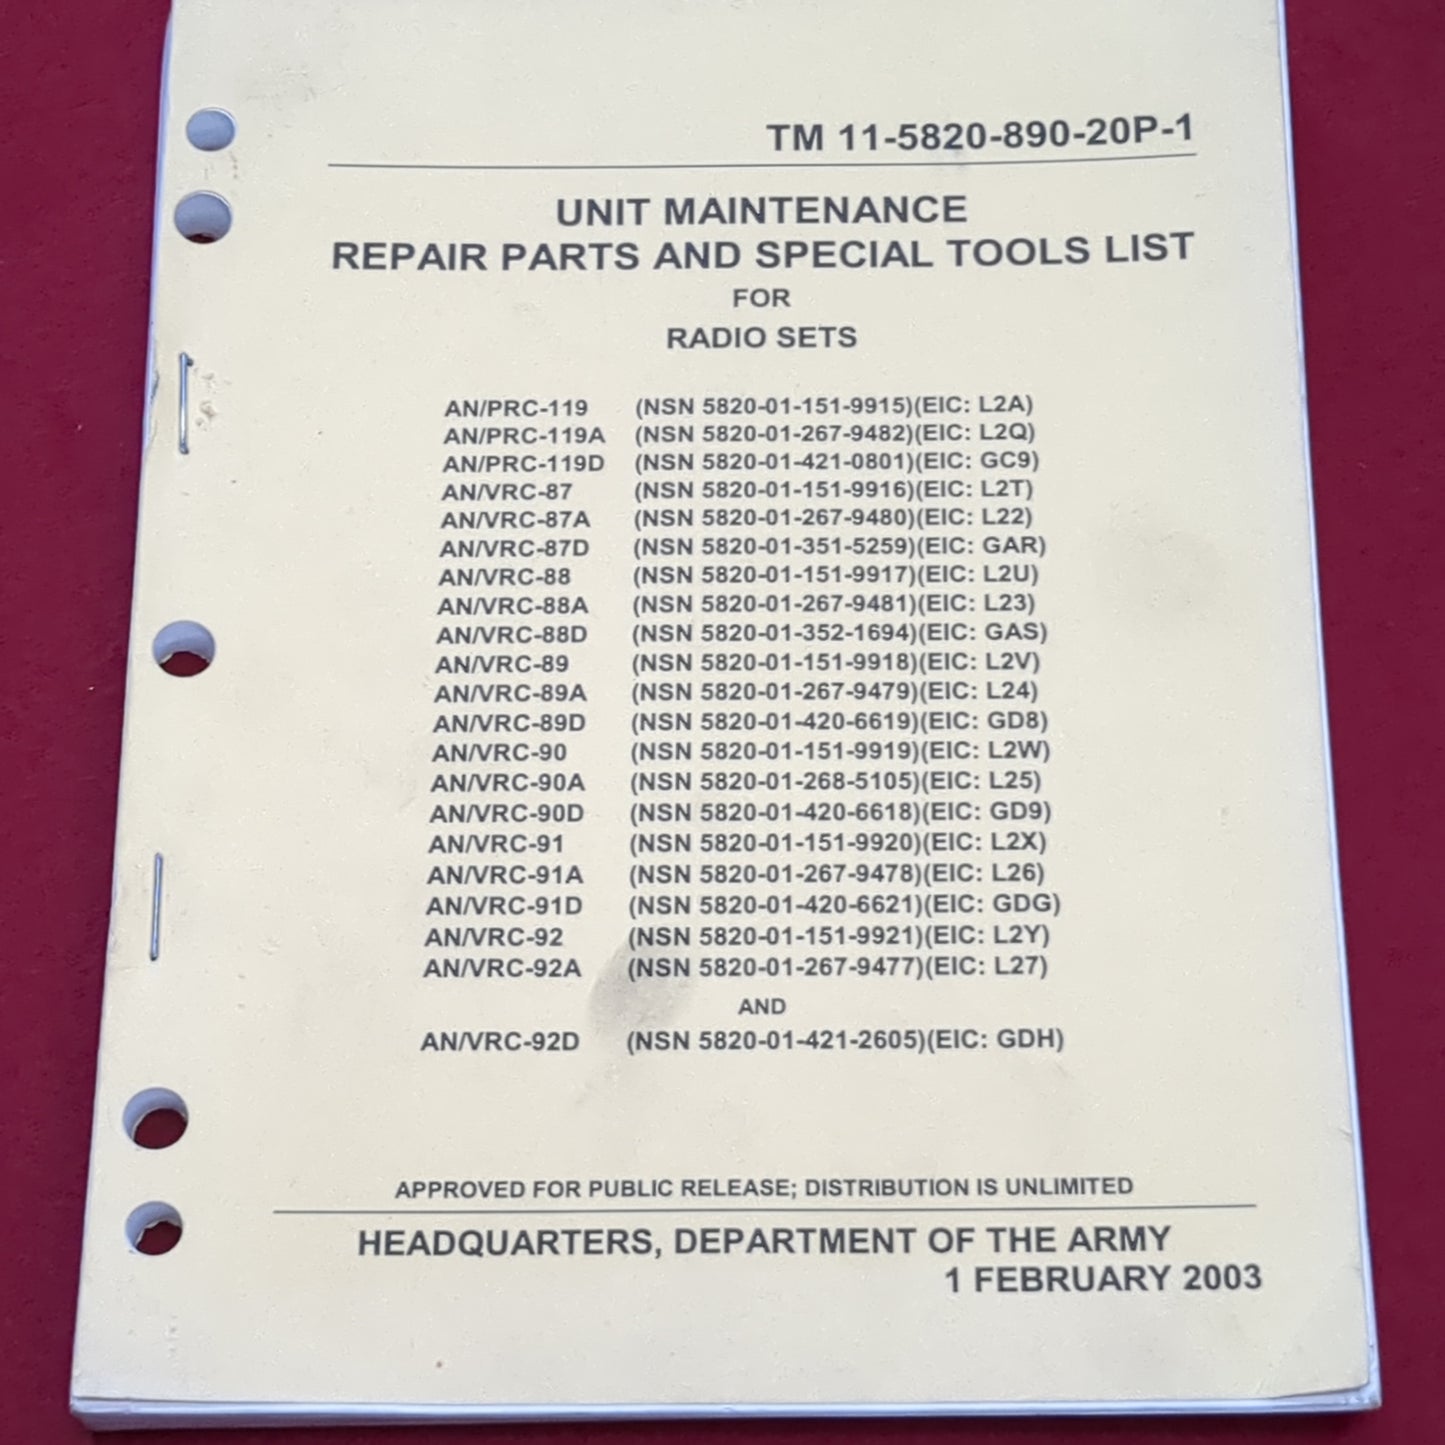 TM 11-5820-890-20P-1
UNIT MAINTENANCE
REPAIR PARTS AND SPECIAL TOOLS LIST
FOR
RADIO SETS
AN/PRC-119 (NSN 5820-01-151-9915)(EIC: L2A)
AN/PRC-119A (NSN 5820-01-267-9482)(EIC: L2Q)
AN/PRC-119D (NSN 5820-01-421-0801)(EIC: GC9)
AN/VRC-87 (NSN 5820-01-151-9916)(EIC: L2T)
AN/VRC-87A (NSN 5820-01-267-9480)(EIC: L22)
AN/VRC-87D (NSN 5820-01-351-5259)(EIC: GAR)
AN/VRC-88 (NSN 5820-01-151-9917)(EIC: L2U)
AN/VRC-88A (NSN 5820-01-267-9481)(EIC: L23)
AN/VRC-88D (NSN 5820-01-352-1694)(EIC: GAS)
AN/VRC-89 (NSN 5820-01-151-9918)(EIC: L2V)
AN/VRC-89A (NSN 5820-01-267-9479)(EIC: L24)
AN/VRC-89D (NSN 5820-01-420-6619)(EIC: GD8)
AN/VRC-90 (NSN 5820-01-151-9919)(EIC: L2W)
AN/VRC-90A (NSN 5820-01-268-5105)(EIC: L25)
AN/VRC-90D (NSN 5820-01-420-6618)(EIC: GD9)
AN/VRC-91 (NSN 5820-01-151-9920)(EIC: L2X)
AN/VRC-91A (NSN 5820-01-267-9478)(EIC: L26)
AN/VRC-91D (NSN 5820-01-420-6621)(EIC: GDG)
AN/VRC-92 (NSN 5820-01-151-9921)(EIC: L2Y)
AN/VRC-92A (NSN 5820-01-267-9477)(EIC: L27)
AND
AN/VRC-92D (NSN 5820-01-421-2605)(EIC: GDH)
APPROVED FOR PUBLIC RELEASE; DISTRIBUTION IS UNLIMITED
HEADQUARTERS, DEPARTMENT OF THE ARMY
1 FEBRUARY 2003